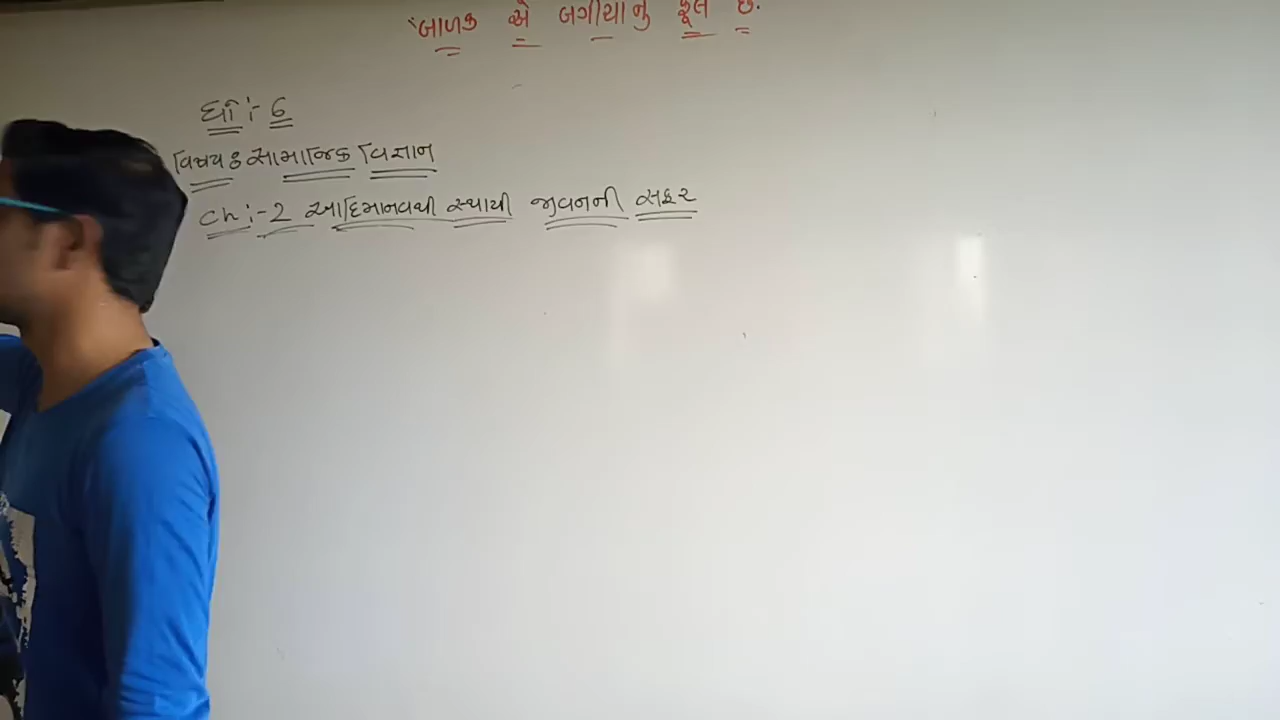 "બાળક એ બગીચાનુ ફૂલ છે.
ધો :- 6
વિષય : સામાજિક વિજ્ઞાન
Ch :- 2 આદિમાનવથી સ્થાયી જીવનની સફર